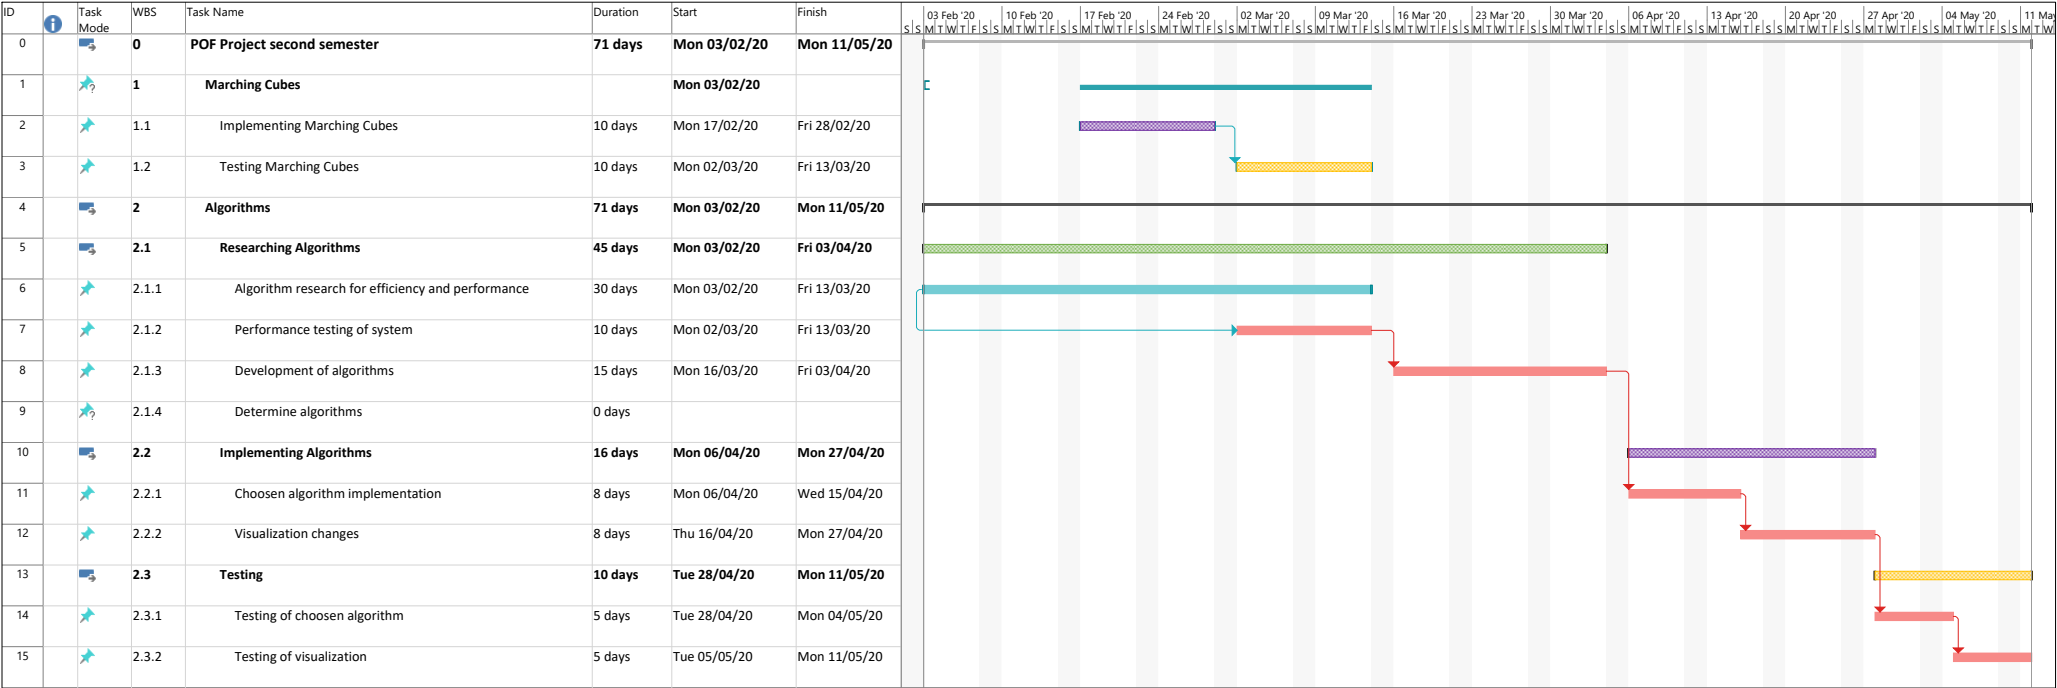 ID Task Mode WBS Task Name Duration Start Finish 03 Feb '20 10 Feb '20 17 Feb '20 24 Feb '20 02 Mar '20 09 Mar '20 16 Mar '20 23 Mar '20 30 Mar '20 06 Apr '20 13 Apr '20 20 Apr '20 27 Apr '20 04 May '20 11 May
S S M T W T F S S M T W T F S S M T W T F S S M T W T F S S M T W T F S S M T W T F S S M T W T F S S M T W T F S S M T W T F S S M T W T F S S M T W T F S S M T W T F S S M T W T F S S M T W T F S S M T W
0 0 POF Project second semester 71 days Mon 03/02/20 Mon 11/05/20
1 1 Marching Cubes Mon 03/02/20
2 1.1 Implementing Marching Cubes 10 days Mon 17/02/20 Fri 28/02/20
3 1.2 Testing Marching Cubes 10 days Mon 02/03/20 Fri 13/03/20
4 2 Algorithms 71 days Mon 03/02/20 Mon 11/05/20
5 2.1 Researching Algorithms 45 days Mon 03/02/20 Fri 03/04/20
6 2.1.1 Algorithm research for efficiency and performance 30 days Mon 03/02/20 Fri 13/03/20
7 2.1.2 Performance testing of system 10 days Mon 02/03/20 Fri 13/03/20
8 2.1.3 Development of algorithms 15 days Mon 16/03/20 Fri 03/04/20
9 2.1.4 Determine algorithms 0 days
10 2.2 Implementing Algorithms 16 days Mon 06/04/20 Mon 27/04/20
11 2.2.1 Choosen algorithm implementation 8 days Mon 06/04/20 Wed 15/04/20
12 2.2.2 Visualization changes 8 days Thu 16/04/20 Mon 27/04/20
13 2.3 Testing 10 days Tue 28/04/20 Mon 11/05/20
14 2.3.1 Testing of choosen algorithm 5 days Tue 28/04/20 Mon 04/05/20
15 2.3.2 Testing of visualization 5 days Tue 05/05/20 Mon 11/05/20